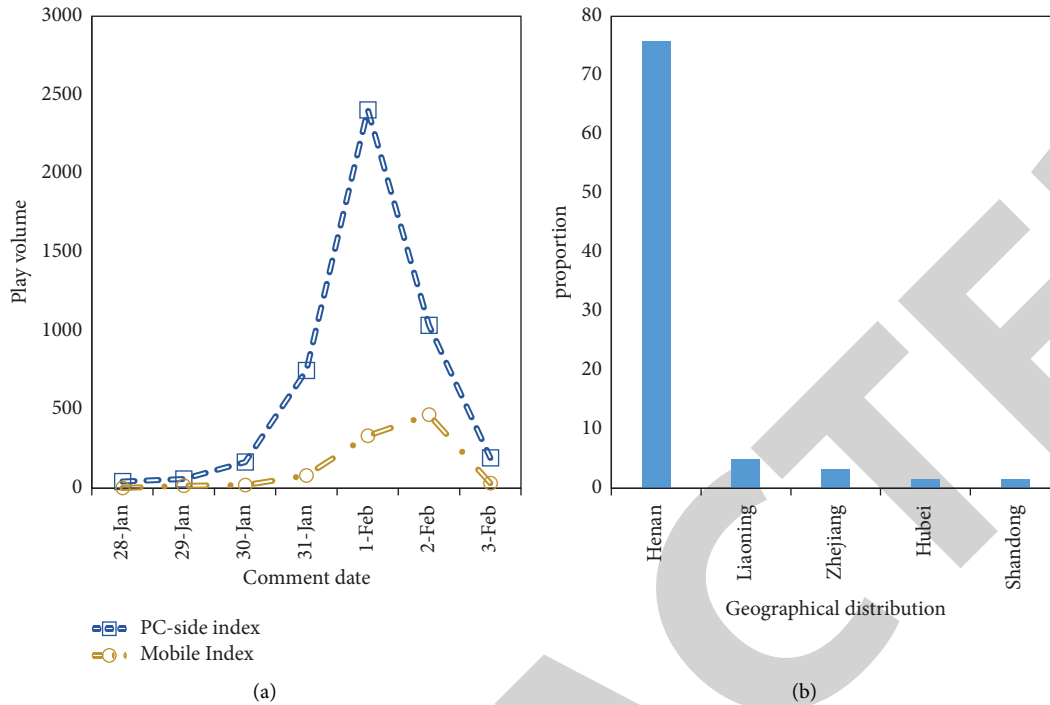 3000
2500
2000
1500
1000
500
0
Play volume
28-Jan
29-Jan
30-Jan
31-Jan
1-Feb
2-Feb
3-Feb
Comment date
PC-side index
Mobile Index
(a)
80
70
60
50
40
30
20
10
0
proportion
Henan
Liaoning
Zhejiang
Hubei
Shandong
Geographical distribution
(b)